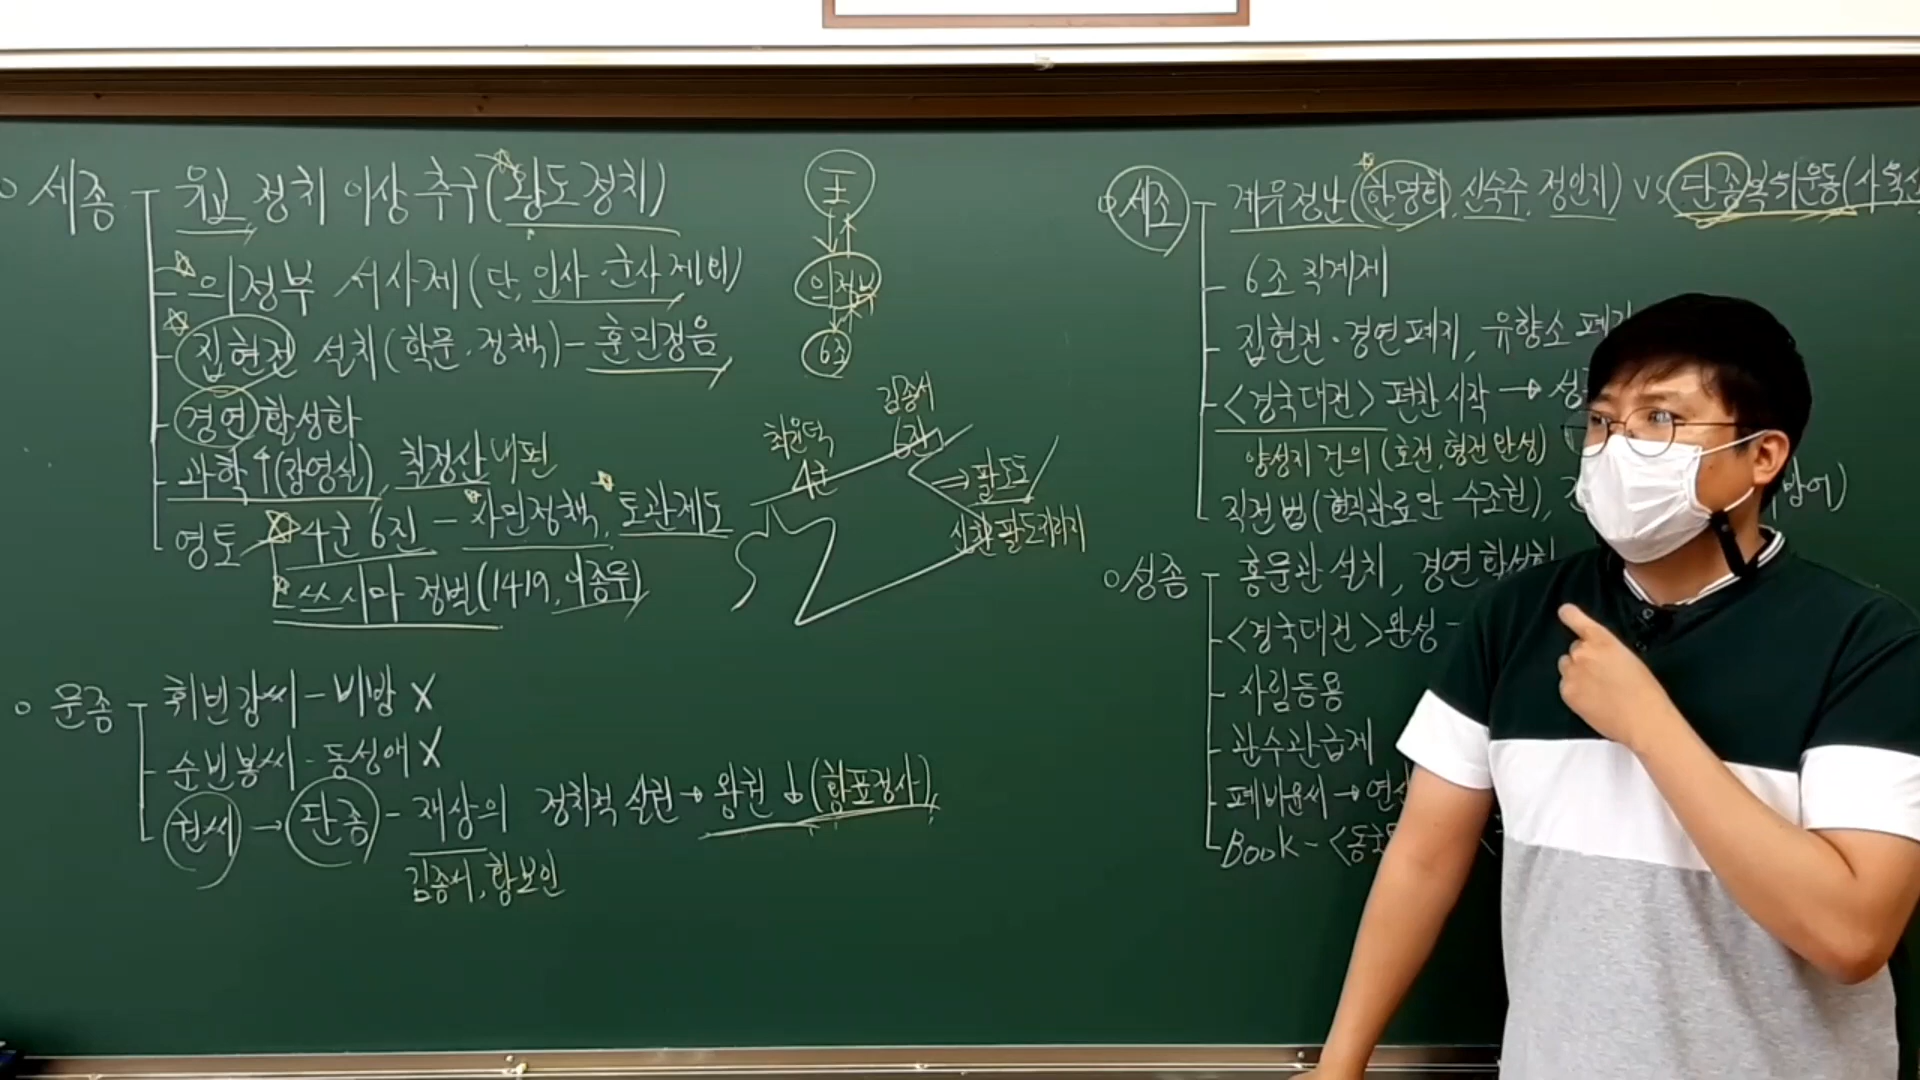 세종
유교 정치 이상 추구(왕도정치)
의정부 서사제(단, 인사·군사 제외)
집현전 설치(학문·정책)-훈민정음
경연 활성화
과학↑(장영실), 칠정산 내편
영토 4군 6진 - 사민정책, 토관제도
쓰시마 정벌(1419, 이종무)
王
의정부
6조
최윤덕
4군
김종서
6진
⇒ 팔도도
신찬팔도지리지
문종
휘빈강씨-비방 X
순빈봉씨-동성애 X
권씨 → 단종 - 재상의 정치적 실권→왕권↓(황표정사)
김종서, 황보인
세조
계유정난(한명회, 신숙주, 정인지) VS 단종복위운동(사육신
6조 직계제
집현전·경연 폐지, 유향소 폐지
<경국대전> 편찬 시작 →
양성지 건의 (호전, 형전 완성)
직전법(현직관료만 수조권),
방어)
성종
홍문관 설치, 경연 활성화
<경국대전>완성 -
사림등용
관수관급제
폐비윤씨→연산
Book-<동